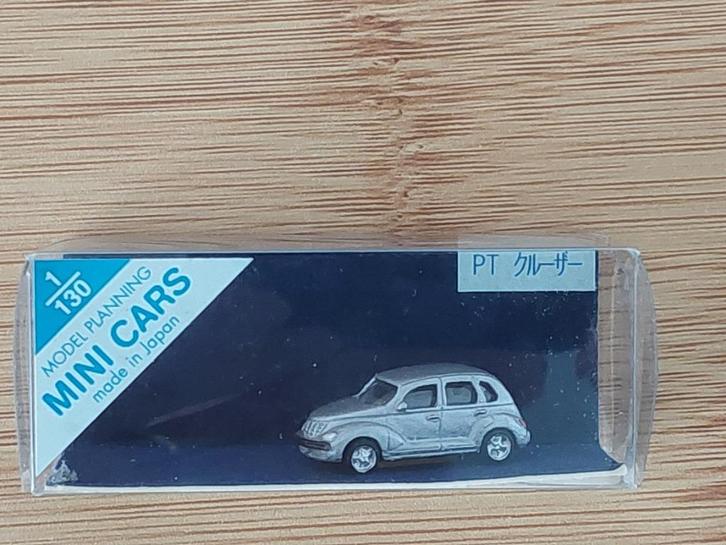 1/130
MODEL PLANNING
MINI CARS
made in Japan
PT クルーザー